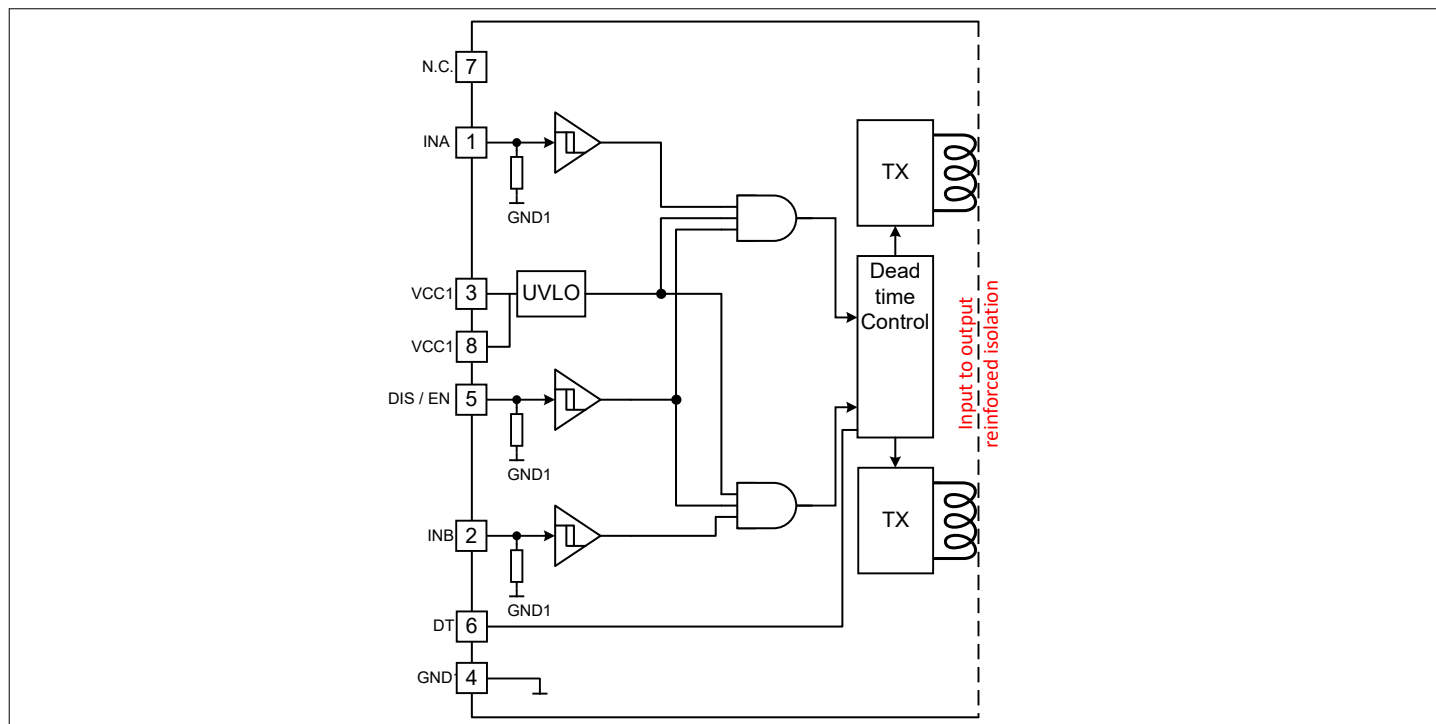 N.C. 7
INA 1
GND1
VCC1 3
UVLO
VCC1 8
DIS / EN 5
GND1
INB 2
GND1
DT 6
GND1 4
TX
Dead
time
Control
TX
Input to output
reinforced isolation